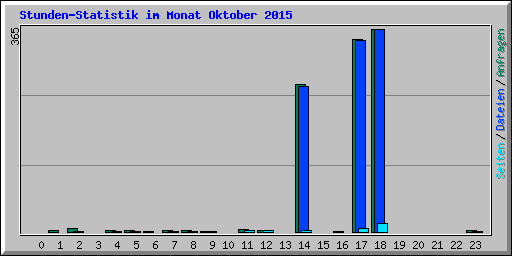 Stunden-Statistik im Monat Oktober 2015
365
Seiten / Dateien / Anfragen
0 1 2 3 4 5 6 7 8 9 10 11 12 13 14 15 16 17 18 19 20 21 22 23